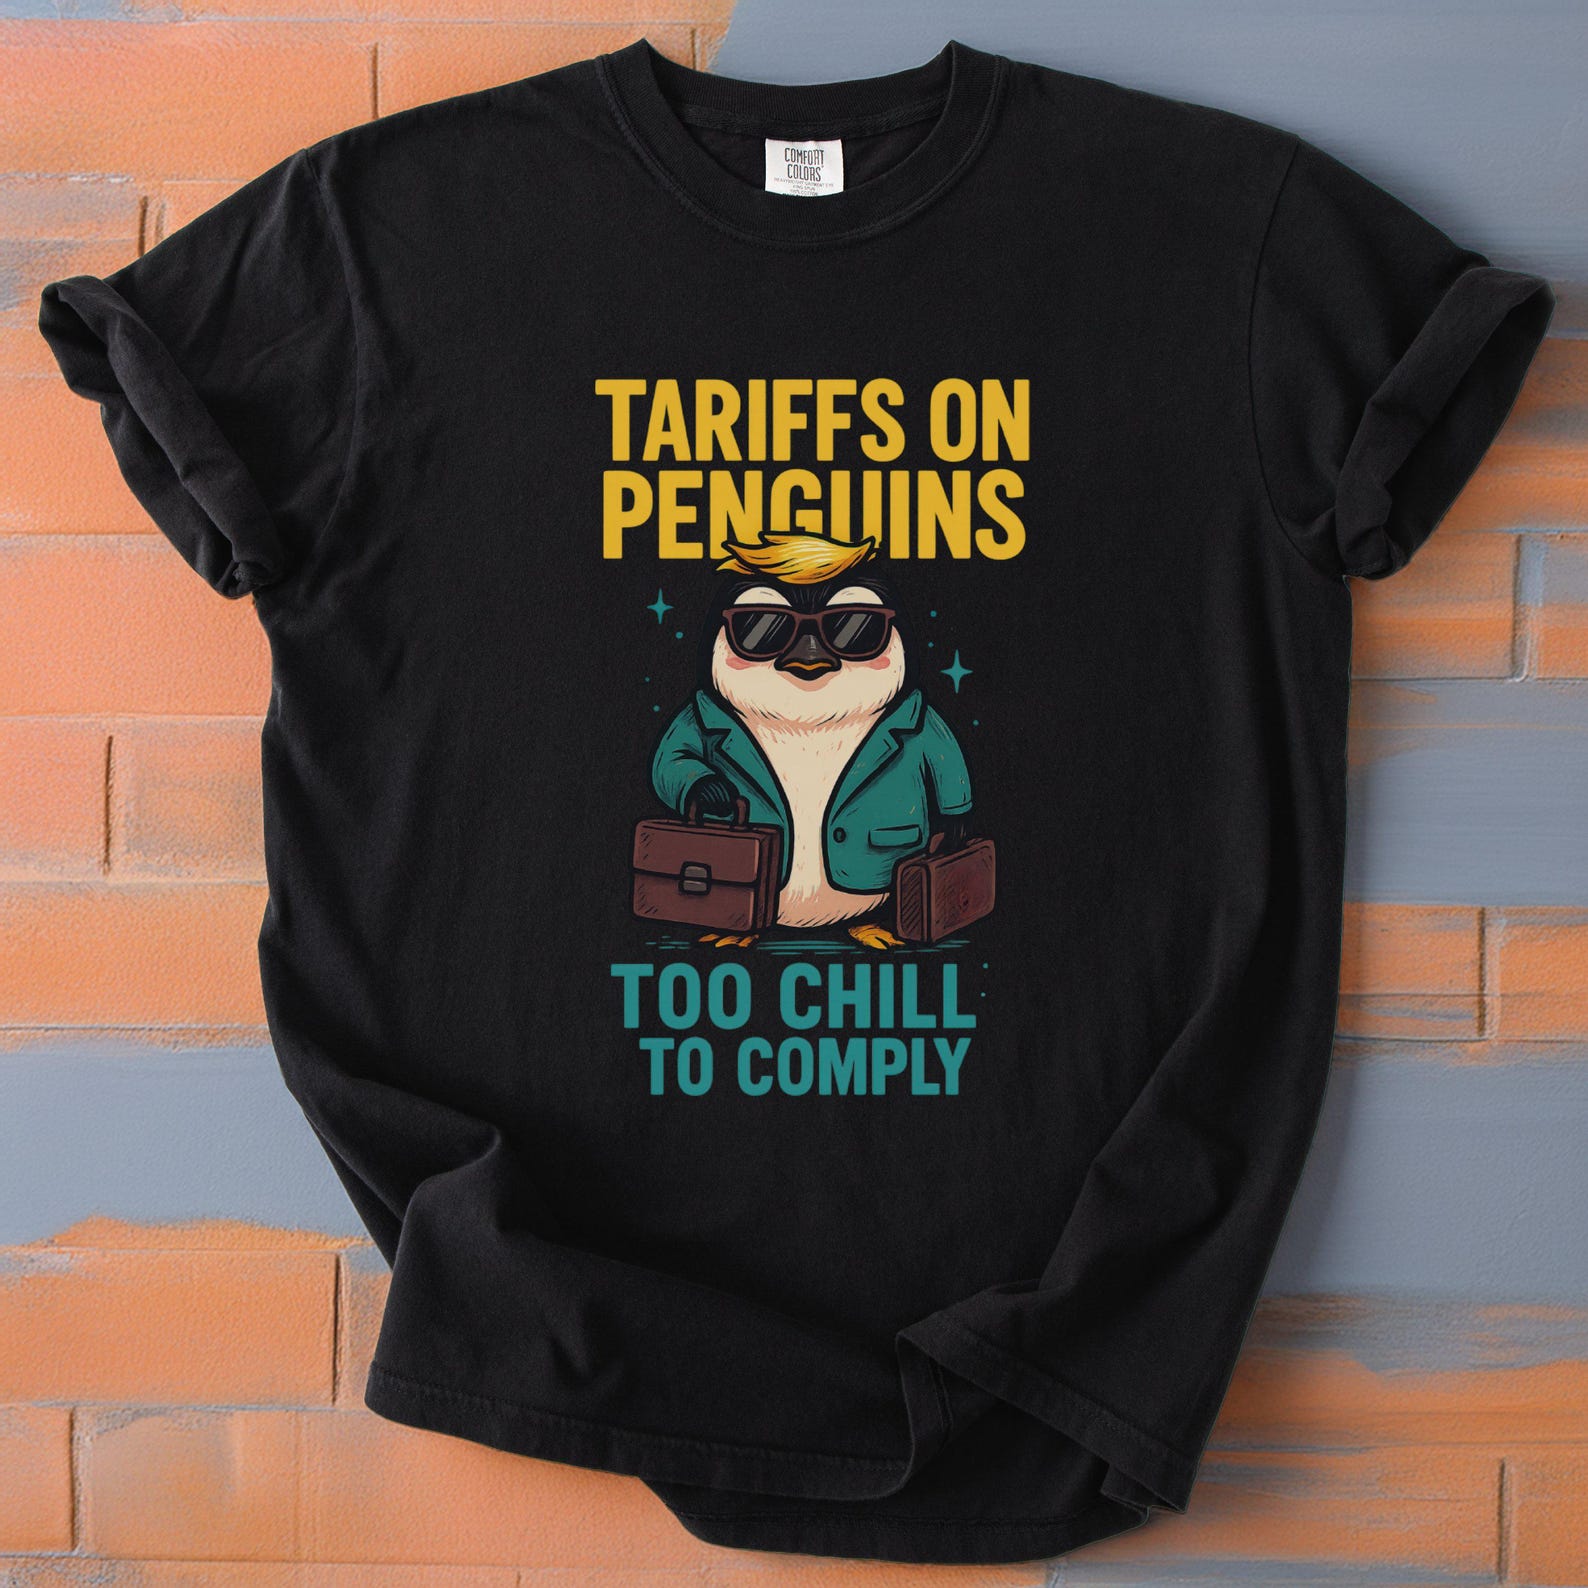 COMFORT
COLORS
TARIFFS ON
PENGUINS
TOO CHILL
TO COMPLY